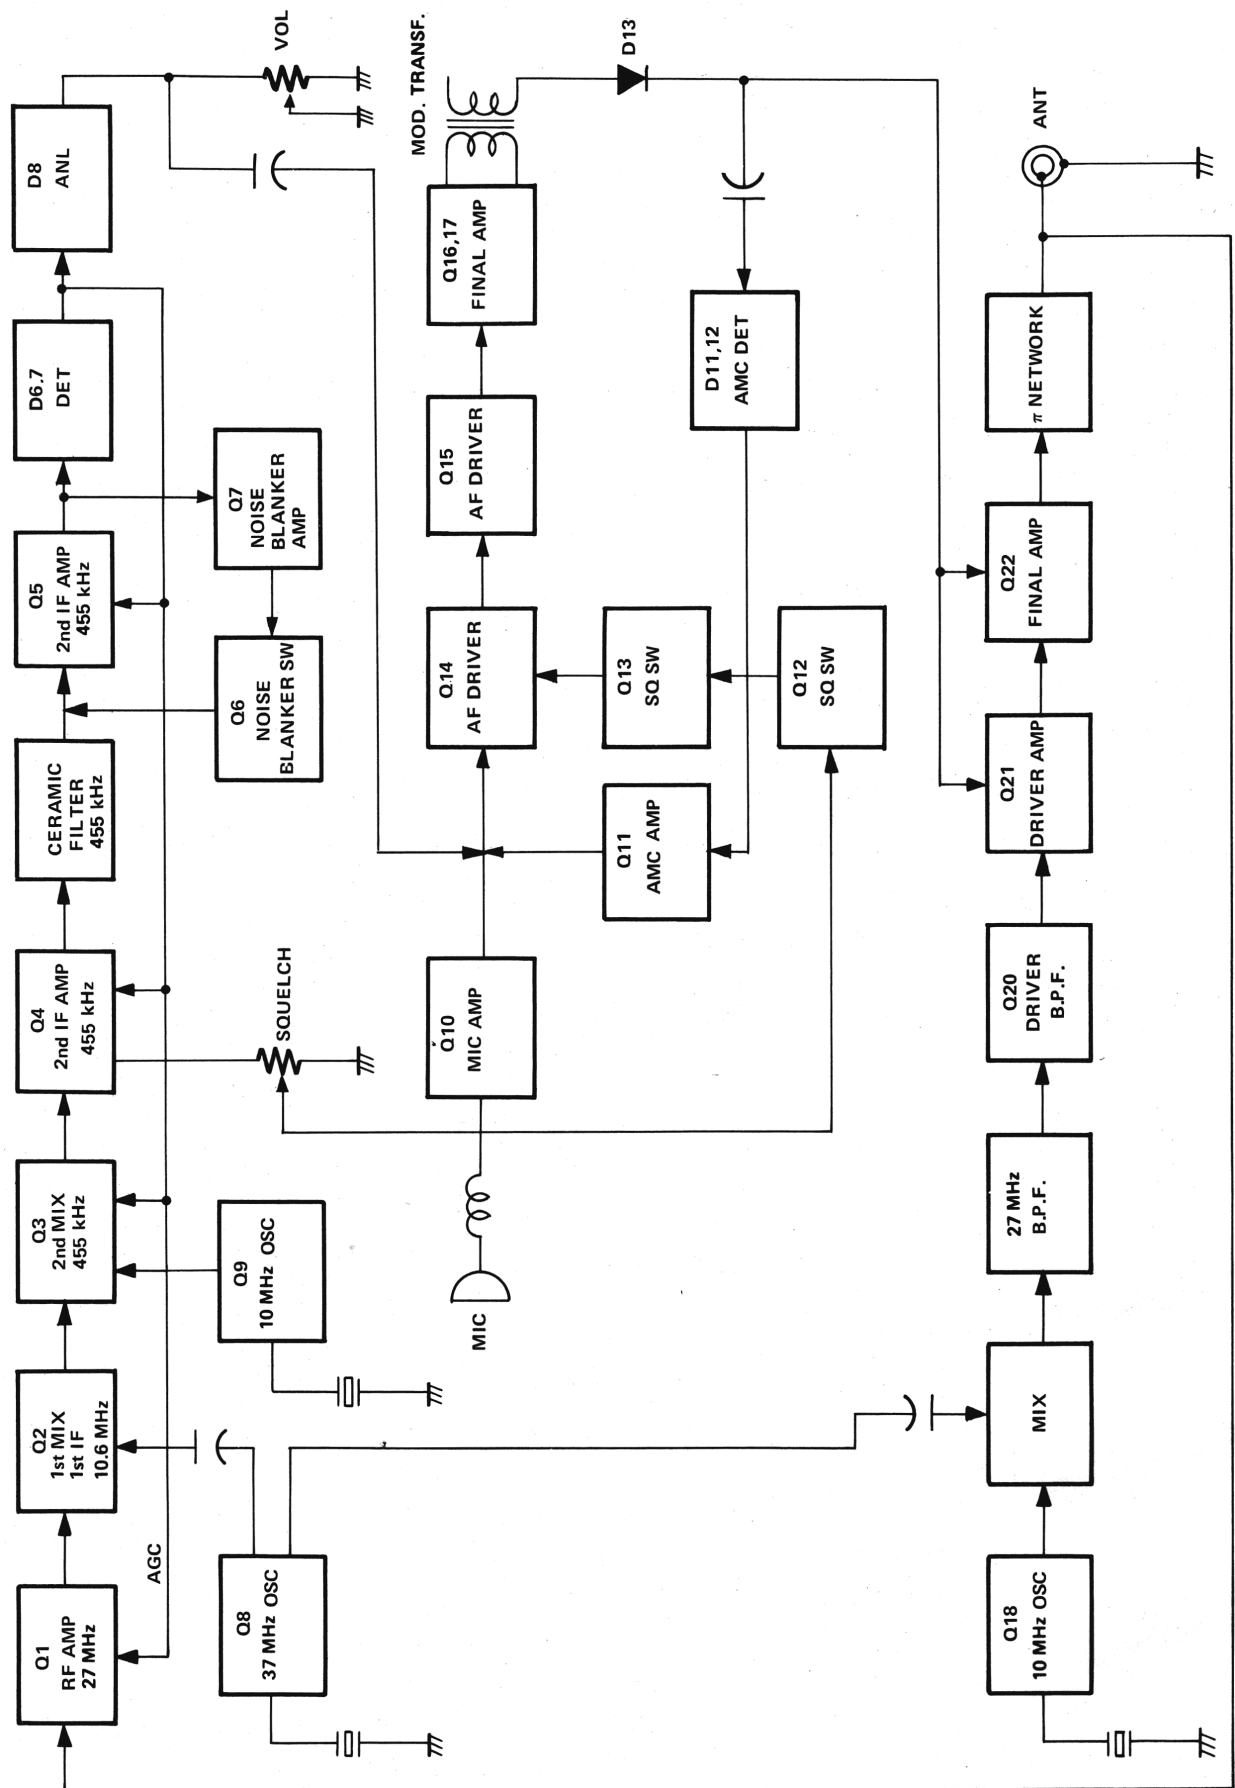 Q1
RF AMP
27 MHz
Q2
1st MIX
1st IF
10.6 MHz
Q3
2nd MIX
455 kHz
Q4
2nd IF AMP
455 kHz
CERAMIC
FILTER
455 kHz
Q5
2nd IF AMP
455 kHz
D6.7
DET
D8
ANL
AGC
Q8
37 MHz OSC
Q9
10 MHz OSC
SQUELCH
Q6
NOISE
BLANKER SW
Q7
NOISE
BLANKER
AMP
VOL
MIC
Q10
MIC AMP
Q14
AF DRIVER
Q15
AF DRIVER
Q16,17
FINAL AMP
MOD. TRANSF.
Q11
AMC AMP
Q13
SQ SW
D11,12
AMC DET
D13
Q12
SQ SW
Q18
10 MHz OSC
MIX
27 MHz
B.P.F.
Q20
DRIVER
B.P.F.
Q21
DRIVER AMP
Q22
FINAL AMP
π NETWORK
ANT